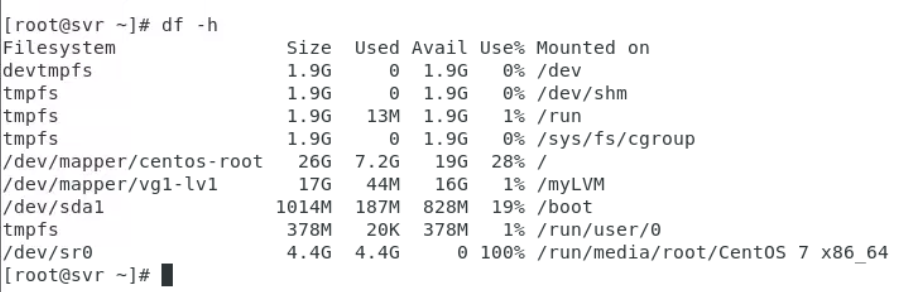 [root@svr ~]# df -h
Filesystem               Size  Used Avail Use% Mounted on
devtmpfs                 1.9G     0  1.9G   0% /dev
tmpfs                    1.9G     0  1.9G   0% /dev/shm
tmpfs                    1.9G   13M  1.9G   1% /run
tmpfs                    1.9G     0  1.9G   0% /sys/fs/cgroup
/dev/mapper/centos-root   26G  7.2G   19G  28% /
/dev/mapper/vg1-lv1       17G   44M   16G   1% /myLVM
/dev/sda1               1014M  187M  828M  19% /boot
tmpfs                    378M   20K  378M   1% /run/user/0
/dev/sr0                 4.4G  4.4G     0 100% /run/media/root/CentOS 7 x86_64
[root@svr ~]#